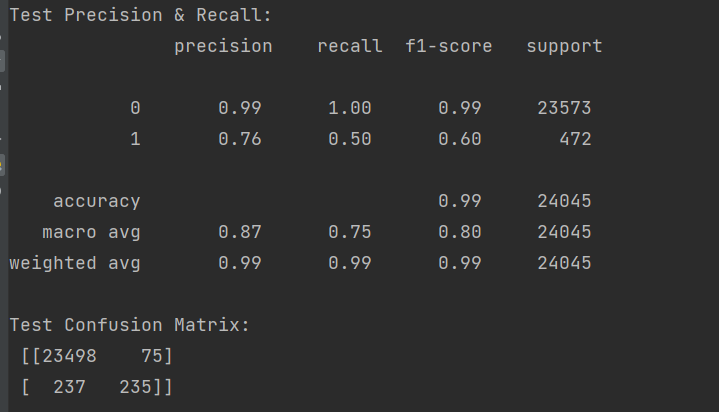 Test Precision & Recall:
precision recall f1-score support
0 0.99 1.00 0.99 23573
1 0.76 0.50 0.60 472
accuracy 0.99 24045
macro avg 0.87 0.75 0.80 24045
weighted avg 0.99 0.99 0.99 24045
Test Confusion Matrix:
[[23498 75]
[ 237 235]]